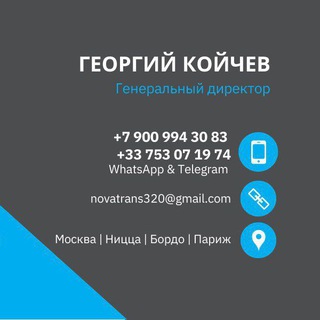 ГЕОРГИЙ КОЙЧЕВ
Генеральный директор
+7 900 994 30 83
+33 753 07 19 74
WhatsApp & Telegram
novatrans320@gmail.com
Москва | Ницца | Бордо | Париж